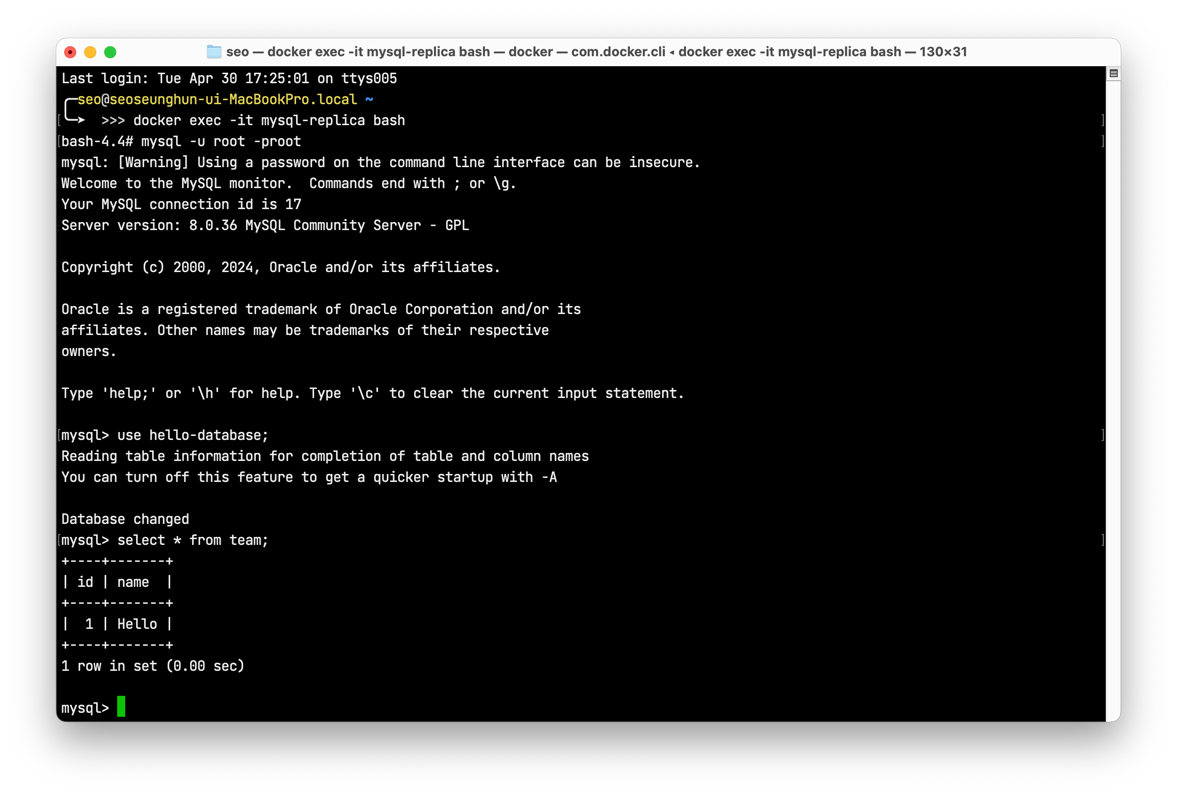 seo — docker exec -it mysql-replica bash — docker — com.docker.cli ◂ docker exec -it mysql-replica bash — 130×31
Last login: Tue Apr 30 17:25:01 on ttys005
╭─seo@seoseunghun-ui-MacBookPro.local ~
[╰─➤  >>> docker exec -it mysql-replica bash ]
[bash-4.4# mysql -u root -proot ]
mysql: [Warning] Using a password on the command line interface can be insecure.
Welcome to the MySQL monitor.  Commands end with ; or \g.
Your MySQL connection id is 17
Server version: 8.0.36 MySQL Community Server - GPL
Copyright (c) 2000, 2024, Oracle and/or its affiliates.
Oracle is a registered trademark of Oracle Corporation and/or its
affiliates. Other names may be trademarks of their respective
owners.
Type 'help;' or '\h' for help. Type '\c' to clear the current input statement.
[mysql> use hello-database; ]
Reading table information for completion of table and column names
You can turn off this feature to get a quicker startup with -A
Database changed
[mysql> select * from team; ]
+----+-------+
| id | name  |
+----+-------+
|  1 | Hello |
+----+-------+
1 row in set (0.00 sec)
mysql>